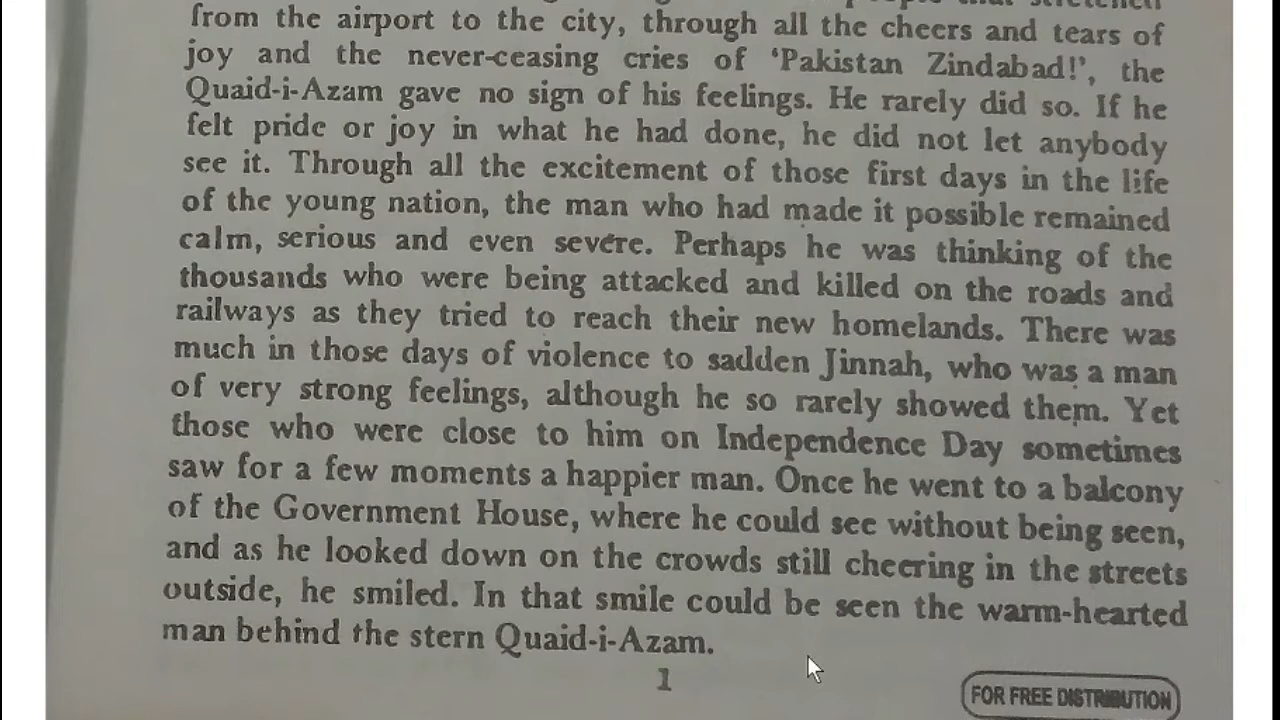 from the airport to the city, through all the cheers and tears of
joy and the never-ceasing cries of ‘Pakistan Zindabad!’, the
Quaid-i-Azam gave no sign of his feelings. He rarely did so. If he
felt pride or joy in what he had done, he did not let anybody
see it. Through all the excitement of those first days in the life
of the young nation, the man who had made it possible remained
calm, serious and even severe. Perhaps he was thinking of the
thousands who were being attacked and killed on the roads and
railways as they tried to reach their new homelands. There was
much in those days of violence to sadden Jinnah, who was a man
of very strong feelings, although he so rarely showed them. Yet
those who were close to him on Independence Day sometimes
saw for a few moments a happier man. Once he went to a balcony
of the Government House, where he could see without being seen,
and as he looked down on the crowds still cheering in the streets
outside, he smiled. In that smile could be seen the warm-hearted
man behind the stern Quaid-i-Azam.
1
FOR FREE DISTRIBUTION